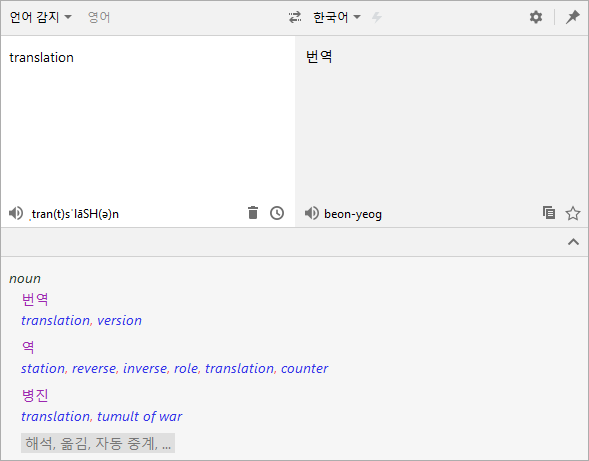 언어 감지 영어 한국어
translation 번역
ˌtran(t)sˈlāSH(ə)n beon-yeog
noun
번역
translation, version
역
station, reverse, inverse, role, translation, counter
병진
translation, tumult of war
해석, 옮김, 자동 중계, ...